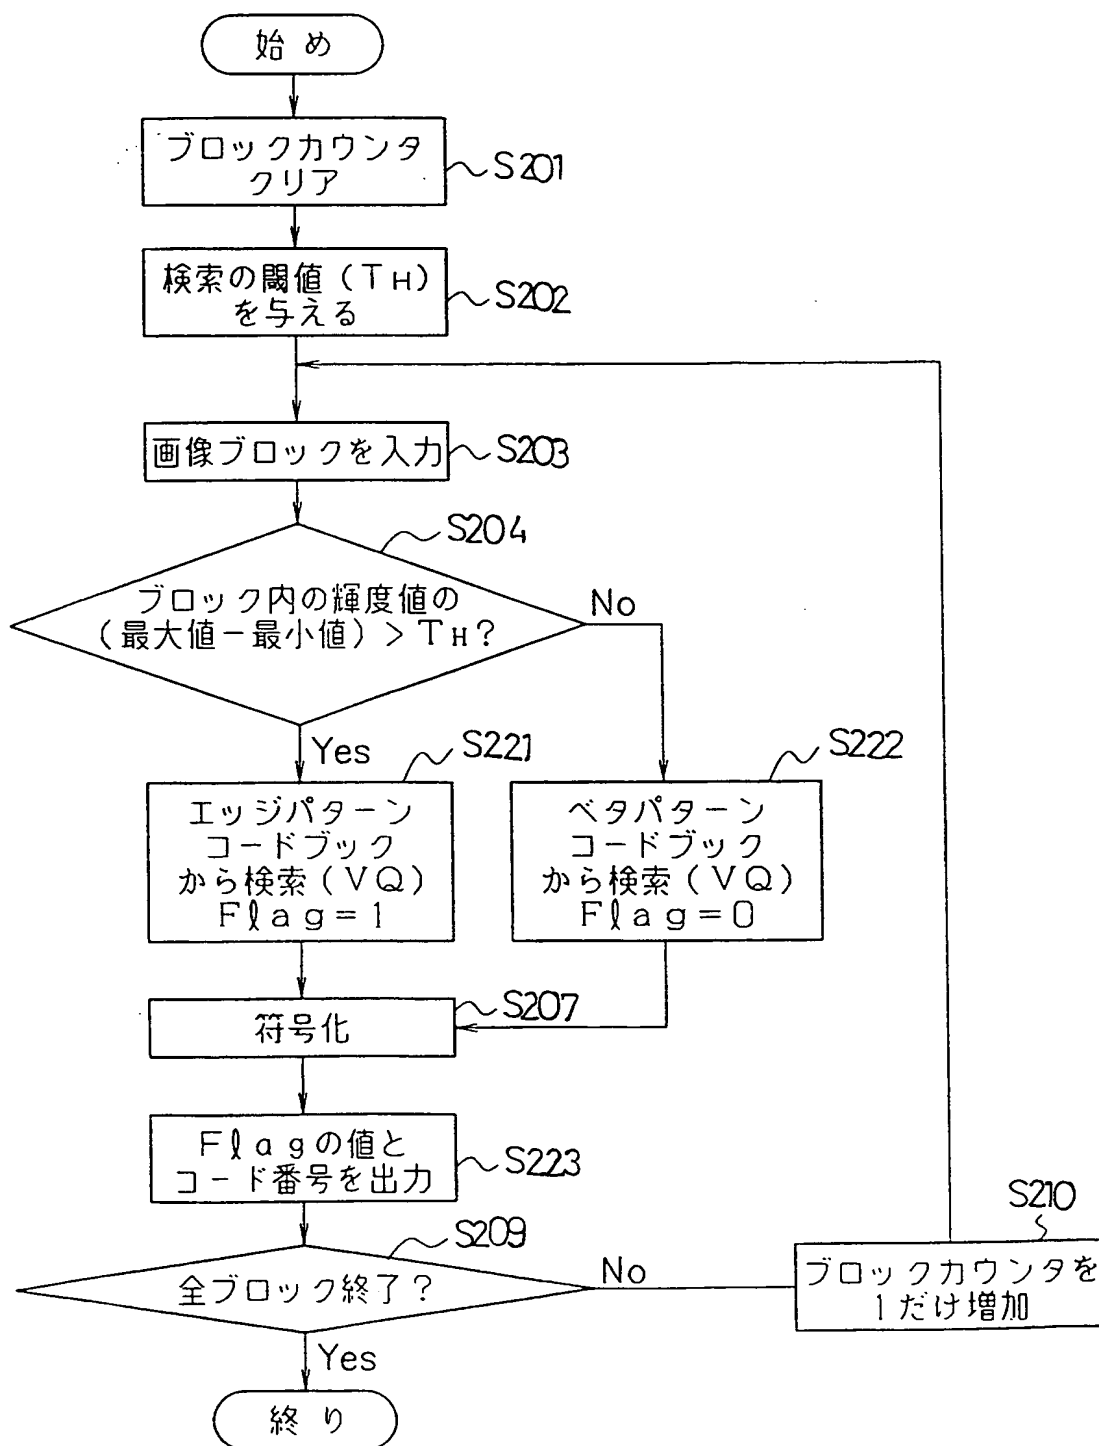 始め
ブロックカウンタ
クリア
S201
検索の閾値(TH)
を与える
S202
画像ブロックを入力
S203
S204
ブロック内の輝度値の
(最大値-最小値)>TH?
No
Yes
S221
エッジパターン
コードブック
から検索(VQ)
Flag=1
S222
ベタパターン
コードブック
から検索(VQ)
Flag=0
符号化
S207
Flagの値と
コード番号を出力
S223
S209
全ブロック終了?
No
S210
ブロックカウンタを
1だけ増加
Yes
終り